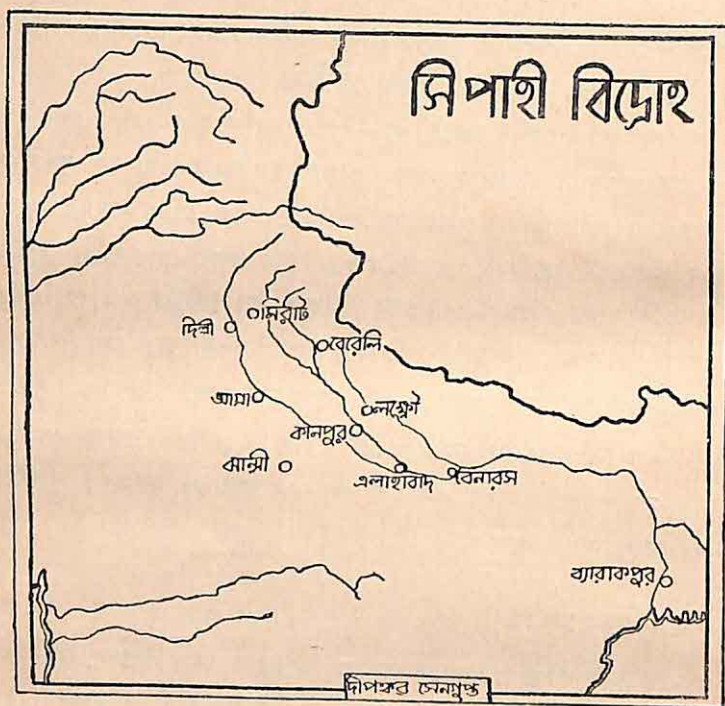 সিপাহী বিদ্রোহ
মিরাট
দিল্লী
বেরেলি
আগ্রা
লক্ষ্ণৌ
কানপুর
ঝান্সী
এলাহাবাদ
বেনারস
ব্যারাকপুর
দীপঙ্কর সেনগুপ্ত